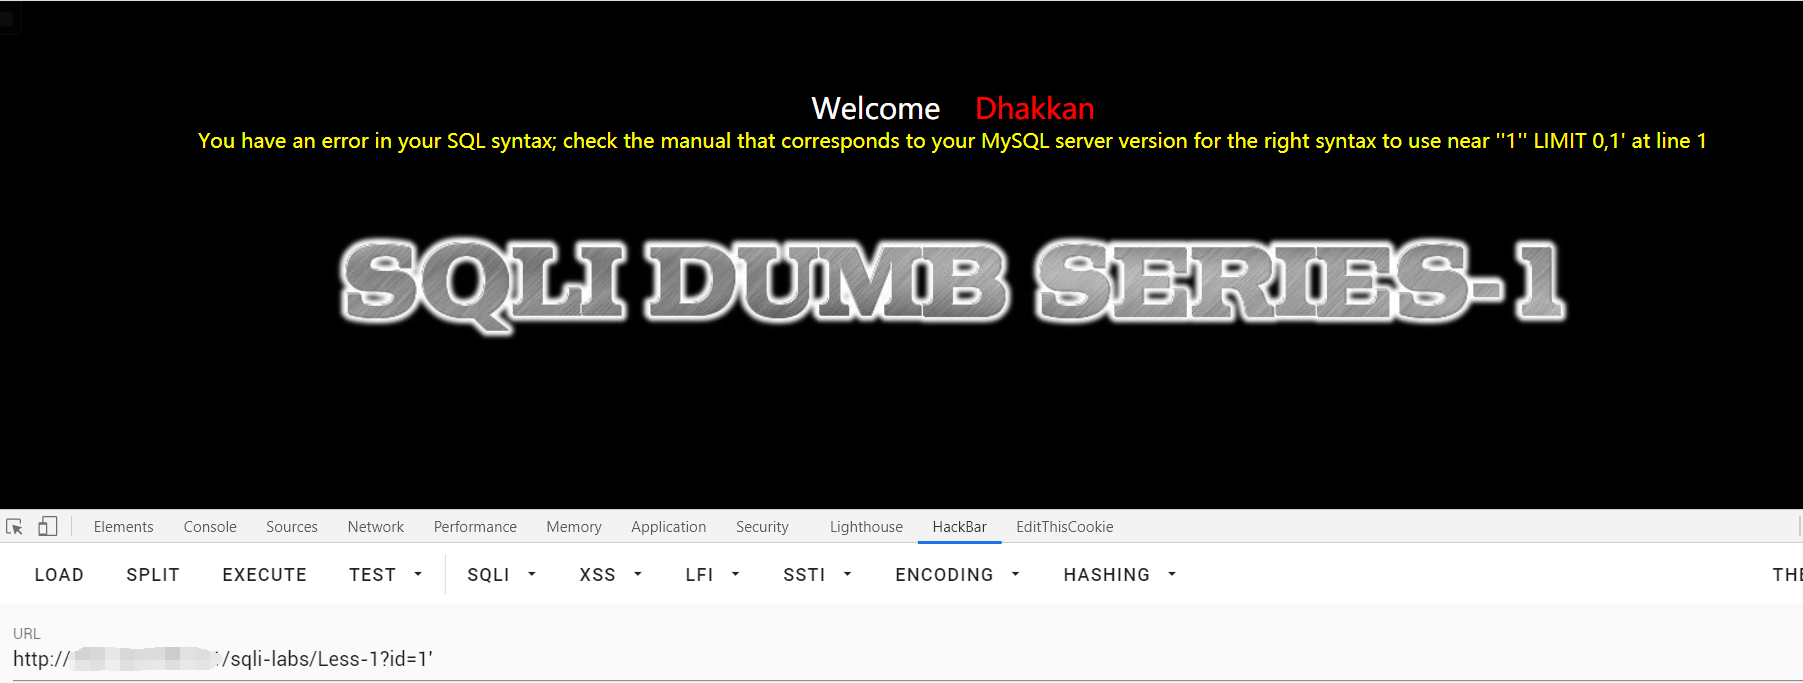 Welcome Dhakkan
You have an error in your SQL syntax; check the manual that corresponds to your MySQL server version for the right syntax to use near ''1'' LIMIT 0,1' at line 1
SQLI DUMB SERIES-1
Elements Console Sources Network Performance Memory Application Security Lighthouse HackBar EditThisCookie
LOAD SPLIT EXECUTE TEST SQLI XSS LFI SSTI ENCODING HASHING THE
URL
http:// /sqli-labs/Less-1?id=1'